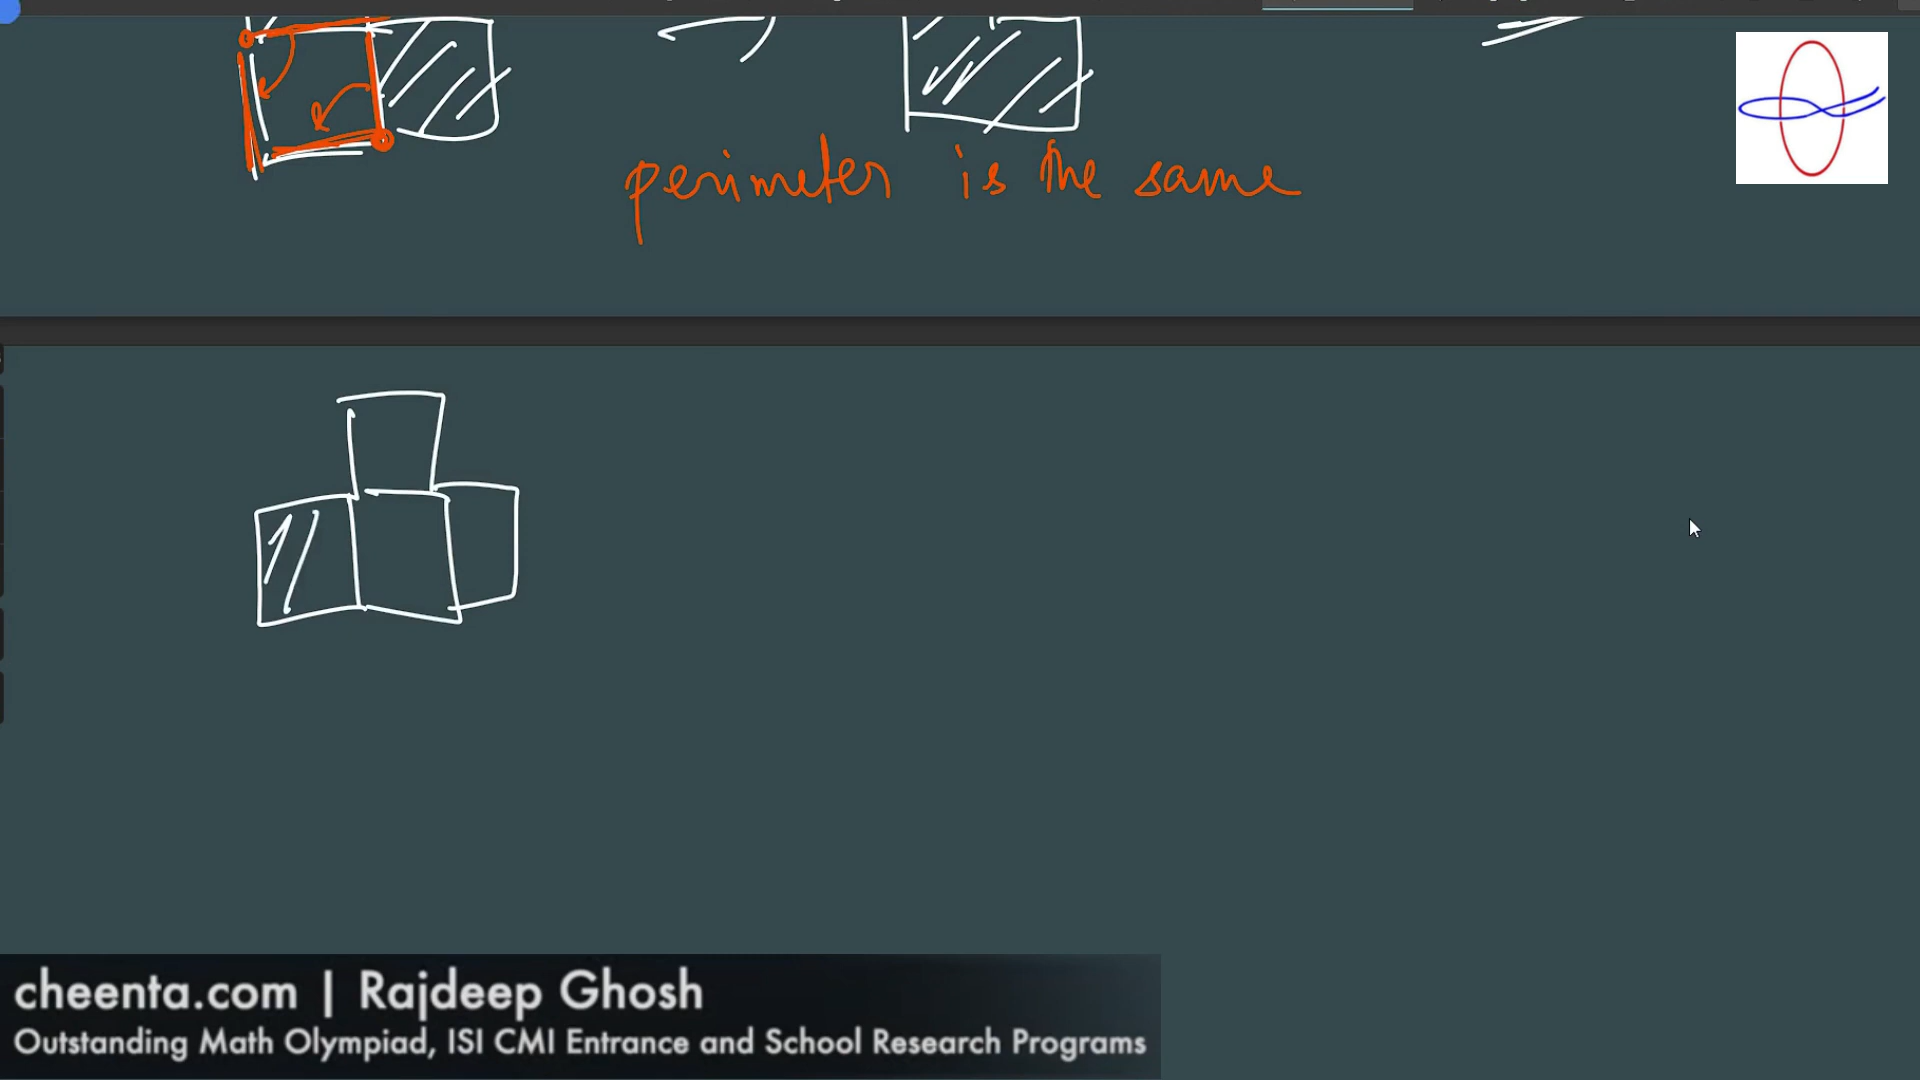 perimeter is the same
cheenta.com | Rajdeep Ghosh
Outstanding Math Olympiad, ISI CMI Entrance and School Research Programs